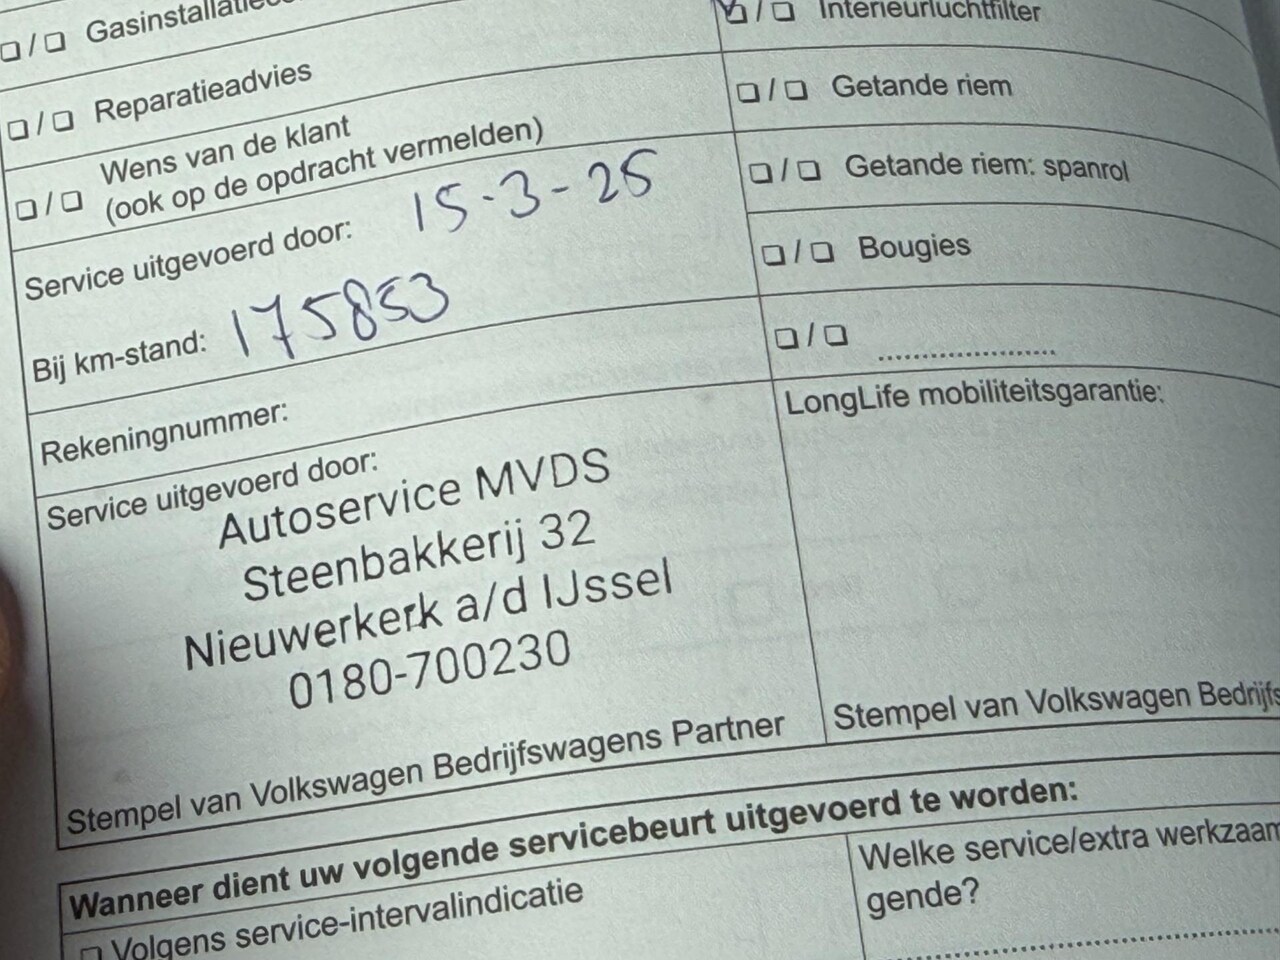 ❏ / ❏ Reparatieadvies
❏ / ❏ Wens van de klant
(ook op de opdracht vermelden)
Service uitgevoerd door: 15-3-25
Bij km-stand: 175853
Rekeningnummer:
Service uitgevoerd door:
Autoservice MVDS
Steenbakkerij 32
Nieuwerkerk a/d IJssel
0180-700230
Stempel van Volkswagen Bedrijfswagens Partner
❏ / ❏ Interieurluchtfilter
❏ / ❏ Getande riem
❏ / ❏ Getande riem: spanrol
❏ / ❏ Bougies
❏ / ❏ ........................
LongLife mobiliteitsgarantie:
Stempel van Volkswagen
Wanneer dient uw volgende servicebeurt uitgevoerd te worden:
❏ Volgens service-intervalindicatie
Welke service/extra
gende?